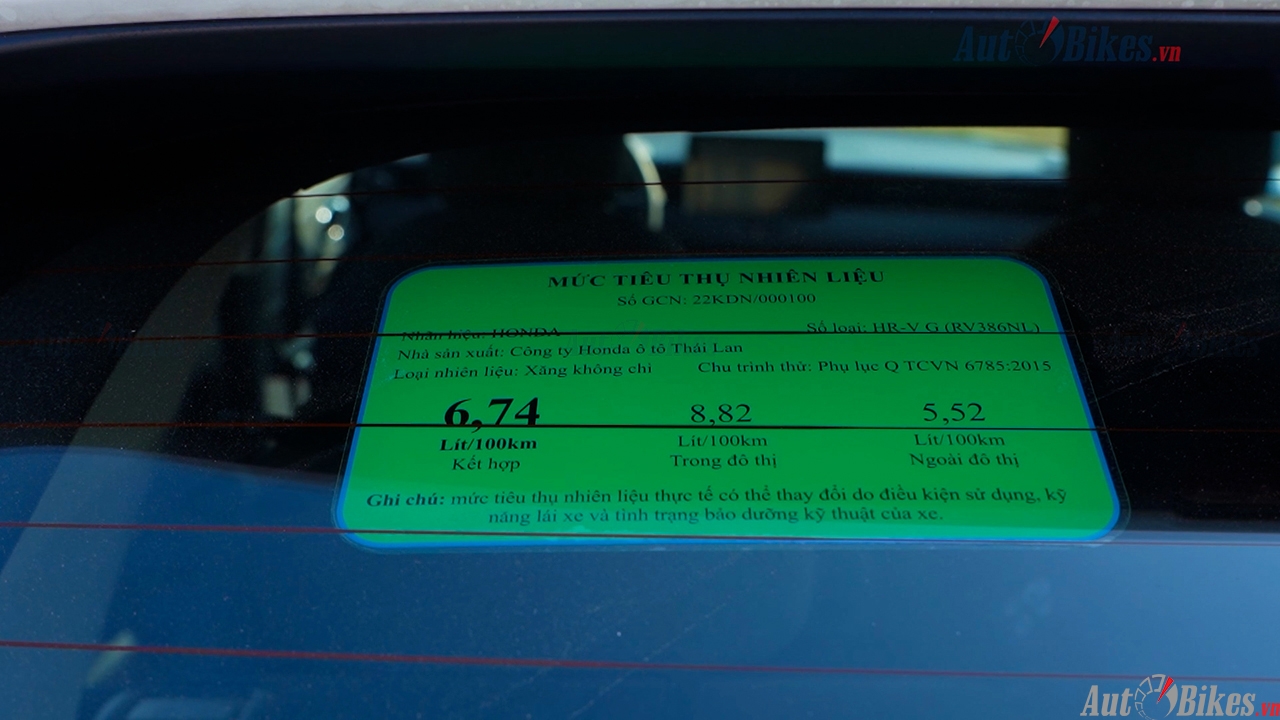 AutoBikes.vn
MỨC TIÊU THỤ NHIÊN LIỆU
Số GCN: 22KDN/000100
Nhãn hiệu: HONDA Số loại: HR-V G (RV386NL)
Nhà sản xuất: Công ty Honda ô tô Thái Lan
Loại nhiên liệu: Xăng không chì Chu trình thử: Phụ lục Q TCVN 6785:2015
6,74 8,82 5,52
Lít/100km Lít/100km Lít/100km
Kết hợp Trong đô thị Ngoài đô thị
Ghi chú: mức tiêu thụ nhiên liệu thực tế có thể thay đổi do điều kiện sử dụng, kỹ
năng lái xe và tình trạng bảo dưỡng kỹ thuật của xe.
AutoBikes.vn